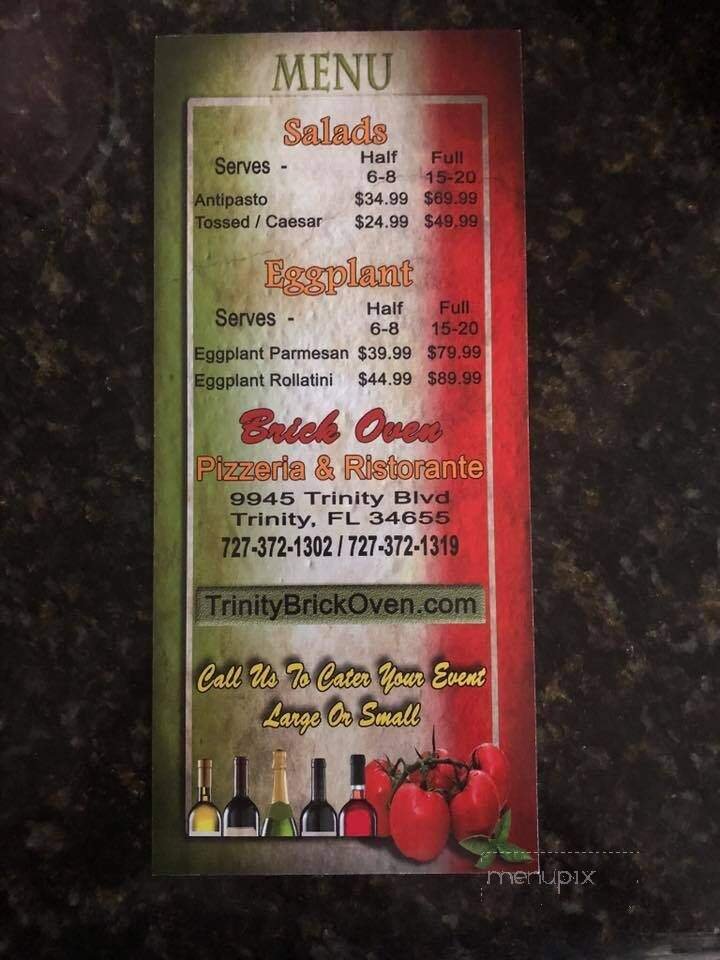 MENU
Salads
Serves - Half Full
6-8 15-20
Antipasto $34.99 $69.99
Tossed / Caesar $24.99 $49.99
Eggplant
Serves - Half Full
6-8 15-20
Eggplant Parmesan $39.99 $79.99
Eggplant Rollatini $44.99 $89.99
Brick Oven
Pizzeria & Ristorante
9945 Trinity Blvd
Trinity, FL 34655
727-372-1302 / 727-372-1319
TrinityBrickOven.com
Call Us To Cater Your Event
Large Or Small
menupix